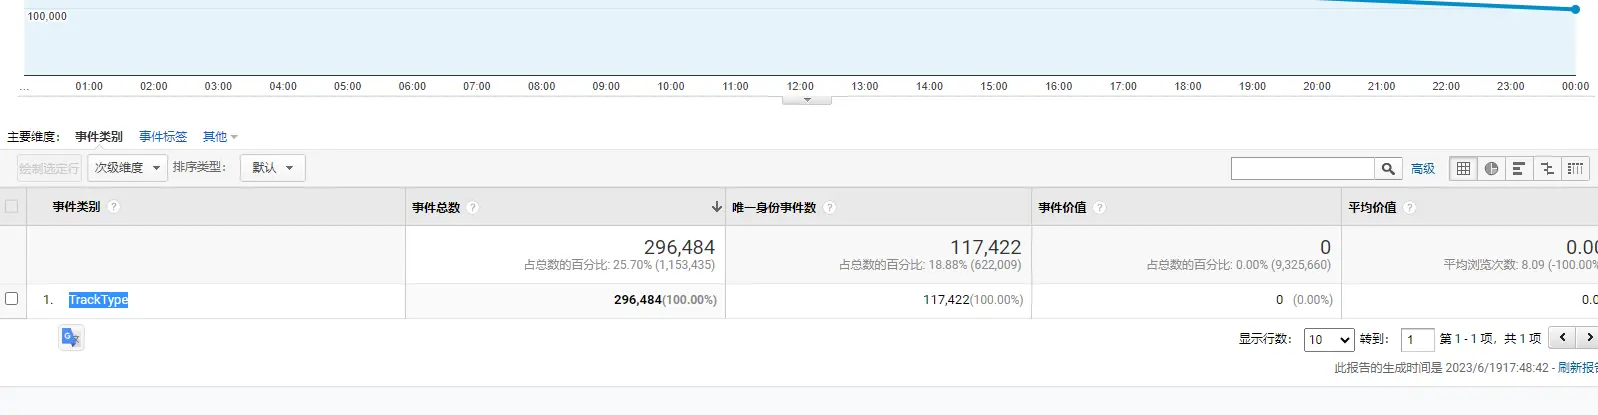 100,000
... 01:00 02:00 03:00 04:00 05:00 06:00 07:00 08:00 09:00 10:00 11:00 12:00 13:00 14:00 15:00 16:00 17:00 18:00 19:00 20:00 21:00 22:00 23:00 00:00
主要维度: 事件类别 事件标签 其他
绘制选定行 次级维度 排序类型: 默认 高级
事件类别 ? 事件总数 ? 唯一身份事件数 ? 事件价值 ? 平均价值 ?
296,484 117,422 0 0.00
占总数的百分比: 25.70% (1,153,435) 占总数的百分比: 18.88% (622,009) 占总数的百分比: 0.00% (9,325,660) 平均浏览次数: 8.09 (-100.00%
1. TrackType 296,484(100.00%) 117,422(100.00%) 0 (0.00%) 0.0
G 文
显示行数: 10 转到: 1 第 1 - 1 项，共 1 项
此报告的生成时间是 2023/6/1917:48:42 - 刷新报告